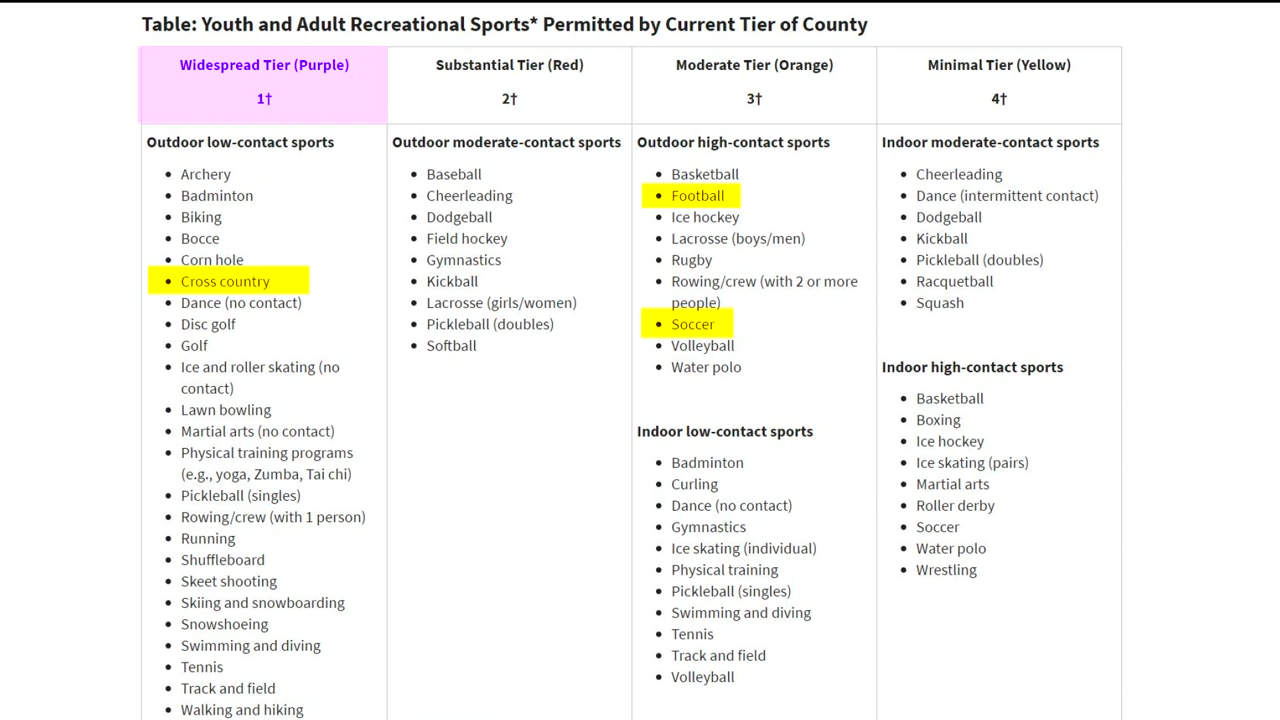 Table: Youth and Adult Recreational Sports* Permitted by Current Tier of County
Widespread Tier (Purple)
1†
Substantial Tier (Red)
2†
Moderate Tier (Orange)
3†
Minimal Tier (Yellow)
4†
Outdoor low-contact sports
• Archery
• Badminton
• Biking
• Bocce
• Corn hole
• Cross country
• Dance (no contact)
• Disc golf
• Golf
• Ice and roller skating (no
contact)
• Lawn bowling
• Martial arts (no contact)
• Physical training programs
(e.g., yoga, Zumba, Tai chi)
• Pickleball (singles)
• Rowing/crew (with 1 person)
• Running
• Shuffleboard
• Skeet shooting
• Skiing and snowboarding
• Snowshoeing
• Swimming and diving
• Tennis
• Track and field
• Walking and hiking
Outdoor moderate-contact sports
• Baseball
• Cheerleading
• Dodgeball
• Field hockey
• Gymnastics
• Kickball
• Lacrosse (girls/women)
• Pickleball (doubles)
• Softball
Outdoor high-contact sports
• Basketball
• Football
• Ice hockey
• Lacrosse (boys/men)
• Rugby
• Rowing/crew (with 2 or more
people)
• Soccer
• Volleyball
• Water polo
Indoor low-contact sports
• Badminton
• Curling
• Dance (no contact)
• Gymnastics
• Ice skating (individual)
• Physical training
• Pickleball (singles)
• Swimming and diving
• Tennis
• Track and field
• Volleyball
Indoor moderate-contact sports
• Cheerleading
• Dance (intermittent contact)
• Dodgeball
• Kickball
• Pickleball (doubles)
• Racquetball
• Squash
Indoor high-contact sports
• Basketball
• Boxing
• Ice hockey
• Ice skating (pairs)
• Martial arts
• Roller derby
• Soccer
• Water polo
• Wrestling